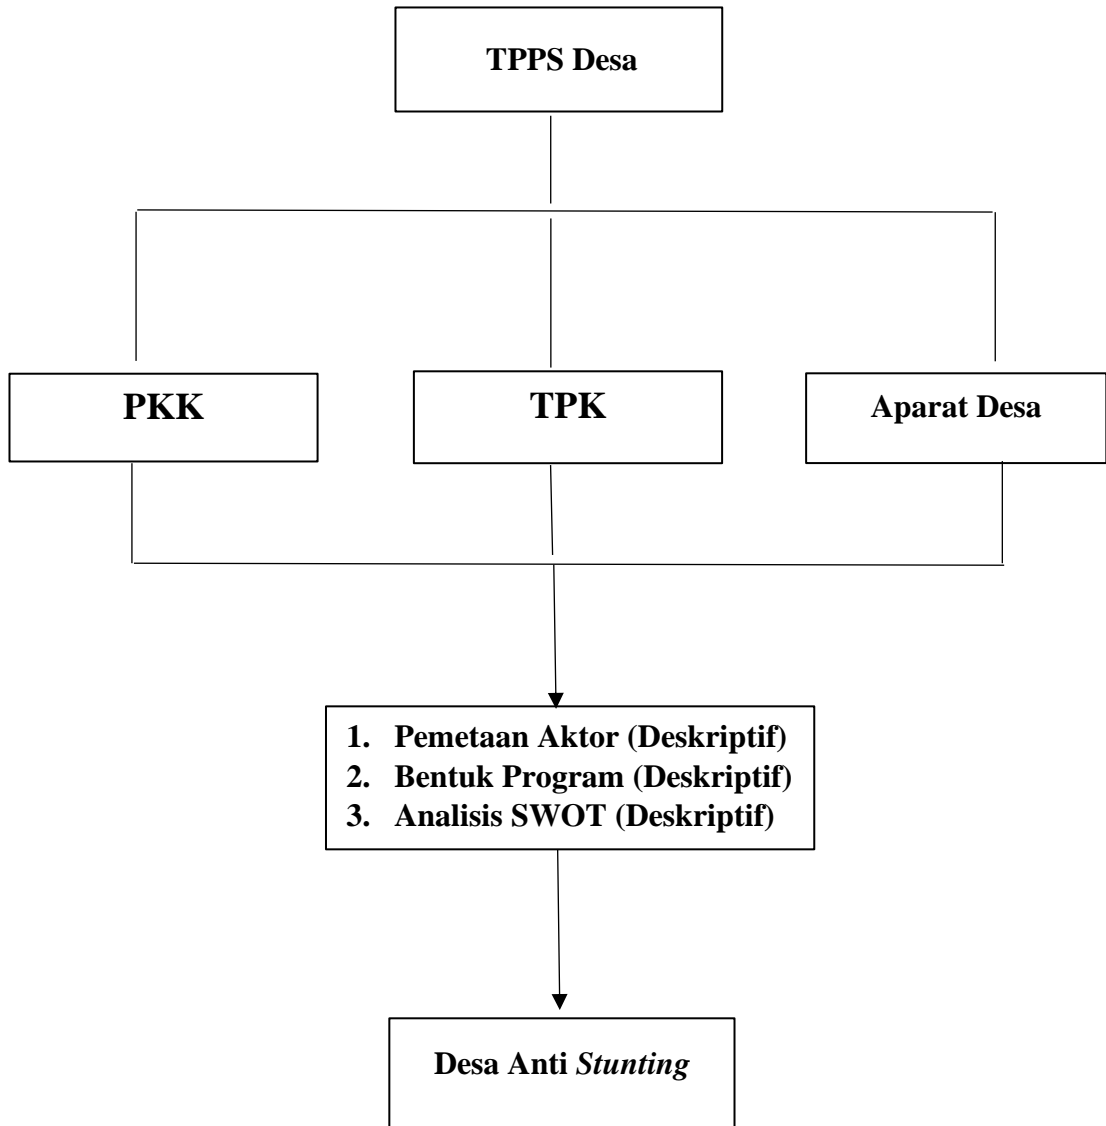 TPPS Desa
PKK
TPK
Aparat Desa
1. Pemetaan Aktor (Deskriptif)
2. Bentuk Program (Deskriptif)
3. Analisis SWOT (Deskriptif)
Desa Anti Stunting